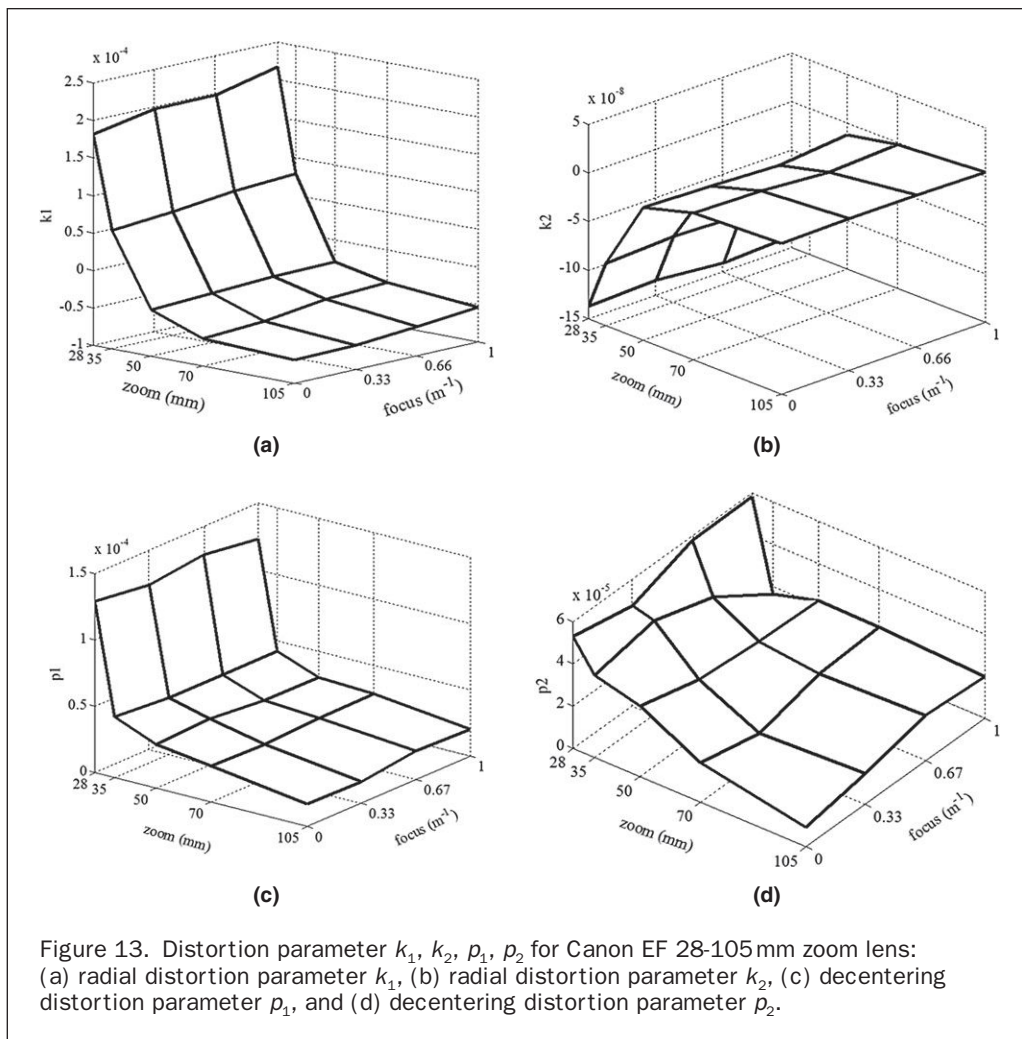 x 10-4
2.5
2
1.5
1
0.5
0
-0.5
-1
k1
28 35 50 70 105
zoom (mm)
0 0.33 0.66 1
focus (m-1)
(a)
x 10-8
5
0
-5
-10
-15
k2
28 35 50 70 105
zoom (mm)
0 0.33 0.66 1
focus (m-1)
(b)
x 10-4
1.5
1
0.5
0
p1
28 35 50 70 105
zoom (mm)
0 0.33 0.67 1
focus (m-1)
(c)
x 10-5
6
4
2
0
p2
28 35 50 70 105
zoom (mm)
0 0.33 0.67 1
focus (m-1)
(d)
Figure 13. Distortion parameter k1, k2, p1, p2 for Canon EF 28-105mm zoom lens:
(a) radial distortion parameter k1, (b) radial distortion parameter k2, (c) decentering
distortion parameter p1, and (d) decentering distortion parameter p2.